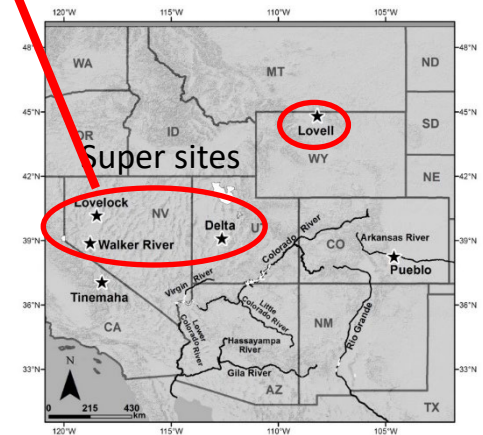 120°W 115°W 110°W 105°W
48°N 48°N
WA
MT
ND
45°N 45°N
Lovell
OR
ID
SD
WY
Super sites
42°N 42°N
NE
Lovelock
NV
Delta
UT
Colorado River
CO
Arkansas River
39°N 39°N
Walker River
Pueblo
Virgin River
Tinemaha
Little
Colorado River
36°N 36°N
CA
Lower
Colorado River
NM
Rio Grande
Hassayampa
River
N
33°N 33°N
Gila River
AZ
TX
0 215 430
km
120°W 115°W 110°W 105°W